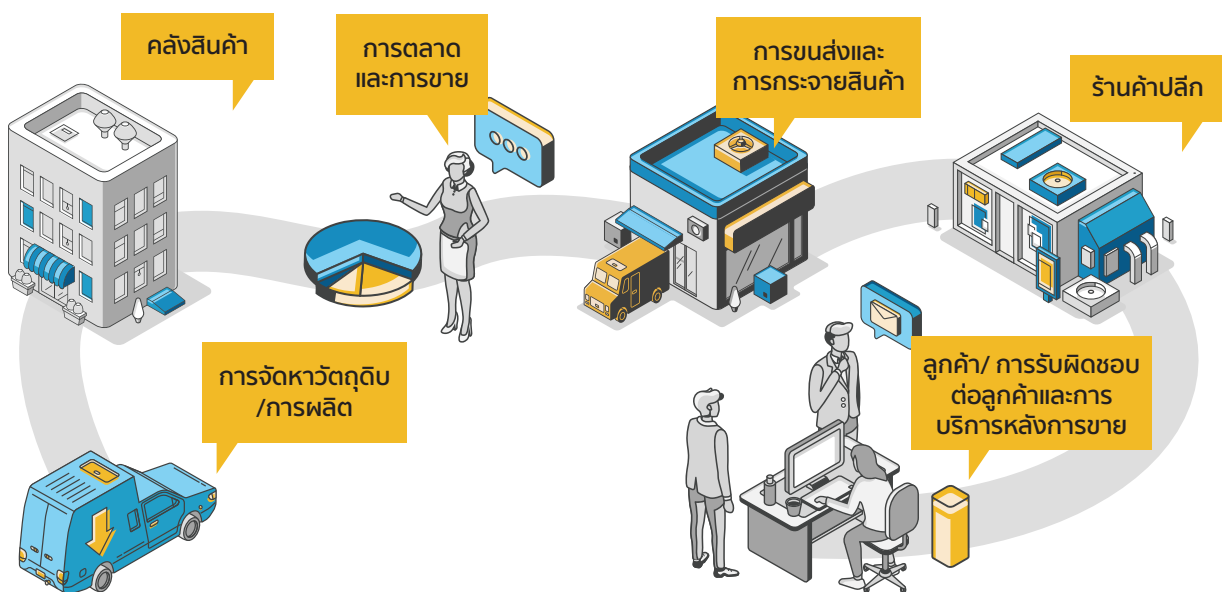 คลังสินค้า
การตลาด
และการขาย
การขนส่งและ
การกระจายสินค้า
ร้านค้าปลีก
การจัดหาวัตถุดิบ
/การผลิต
ลูกค้า/ การรับผิดชอบ
ต่อลูกค้าและการ
บริการหลังการขาย